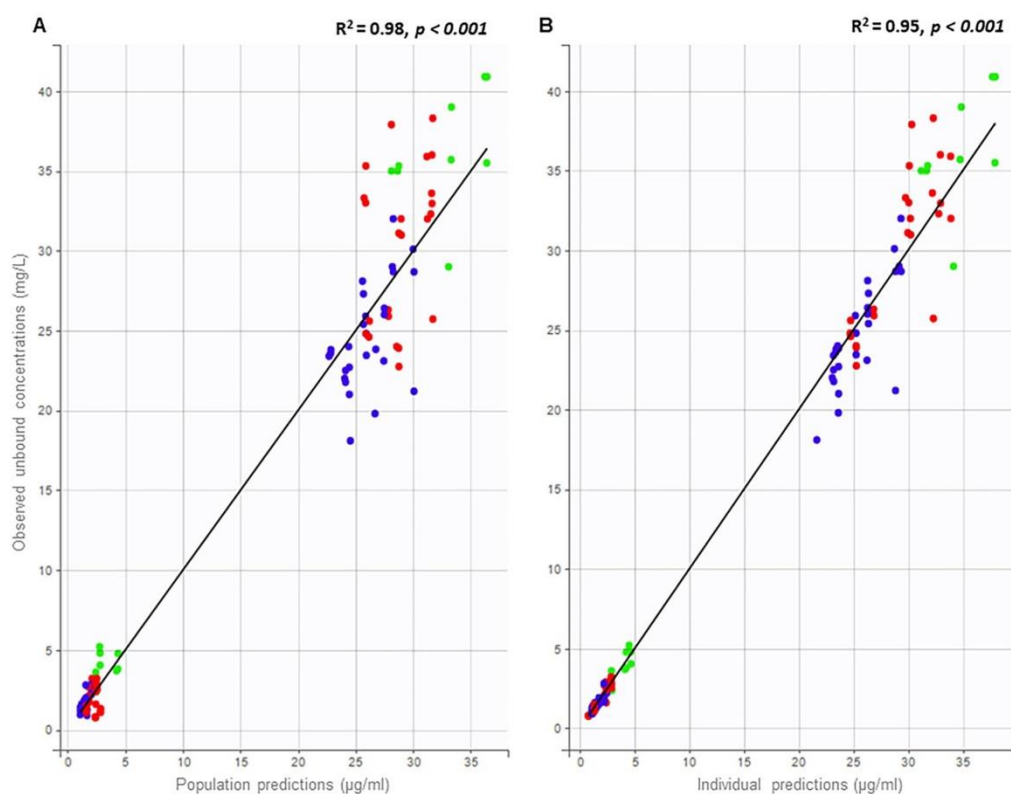 A
R² = 0.98, p < 0.001
B
R² = 0.95, p < 0.001
Observed unbound concentrations (mg/L)
40
35
30
25
20
15
10
5
0
0 5 10 15 20 25 30 35
Population predictions (µg/ml)
40
35
30
25
20
15
10
5
0
0 5 10 15 20 25 30 35
Individual predictions (µg/ml)